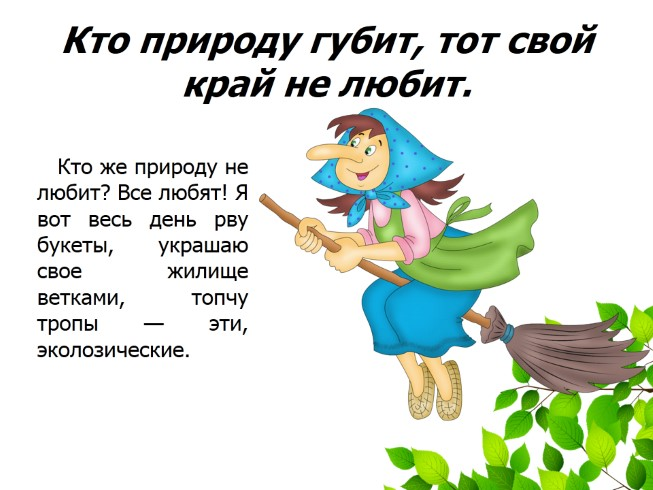 Кто природу губит, тот свой
край не любит.
Кто же природу не
любит? Все любят! Я
вот весь день рву
букеты, украшаю
свое жилище
ветками, топчу
тропы — эти,
эколозические.